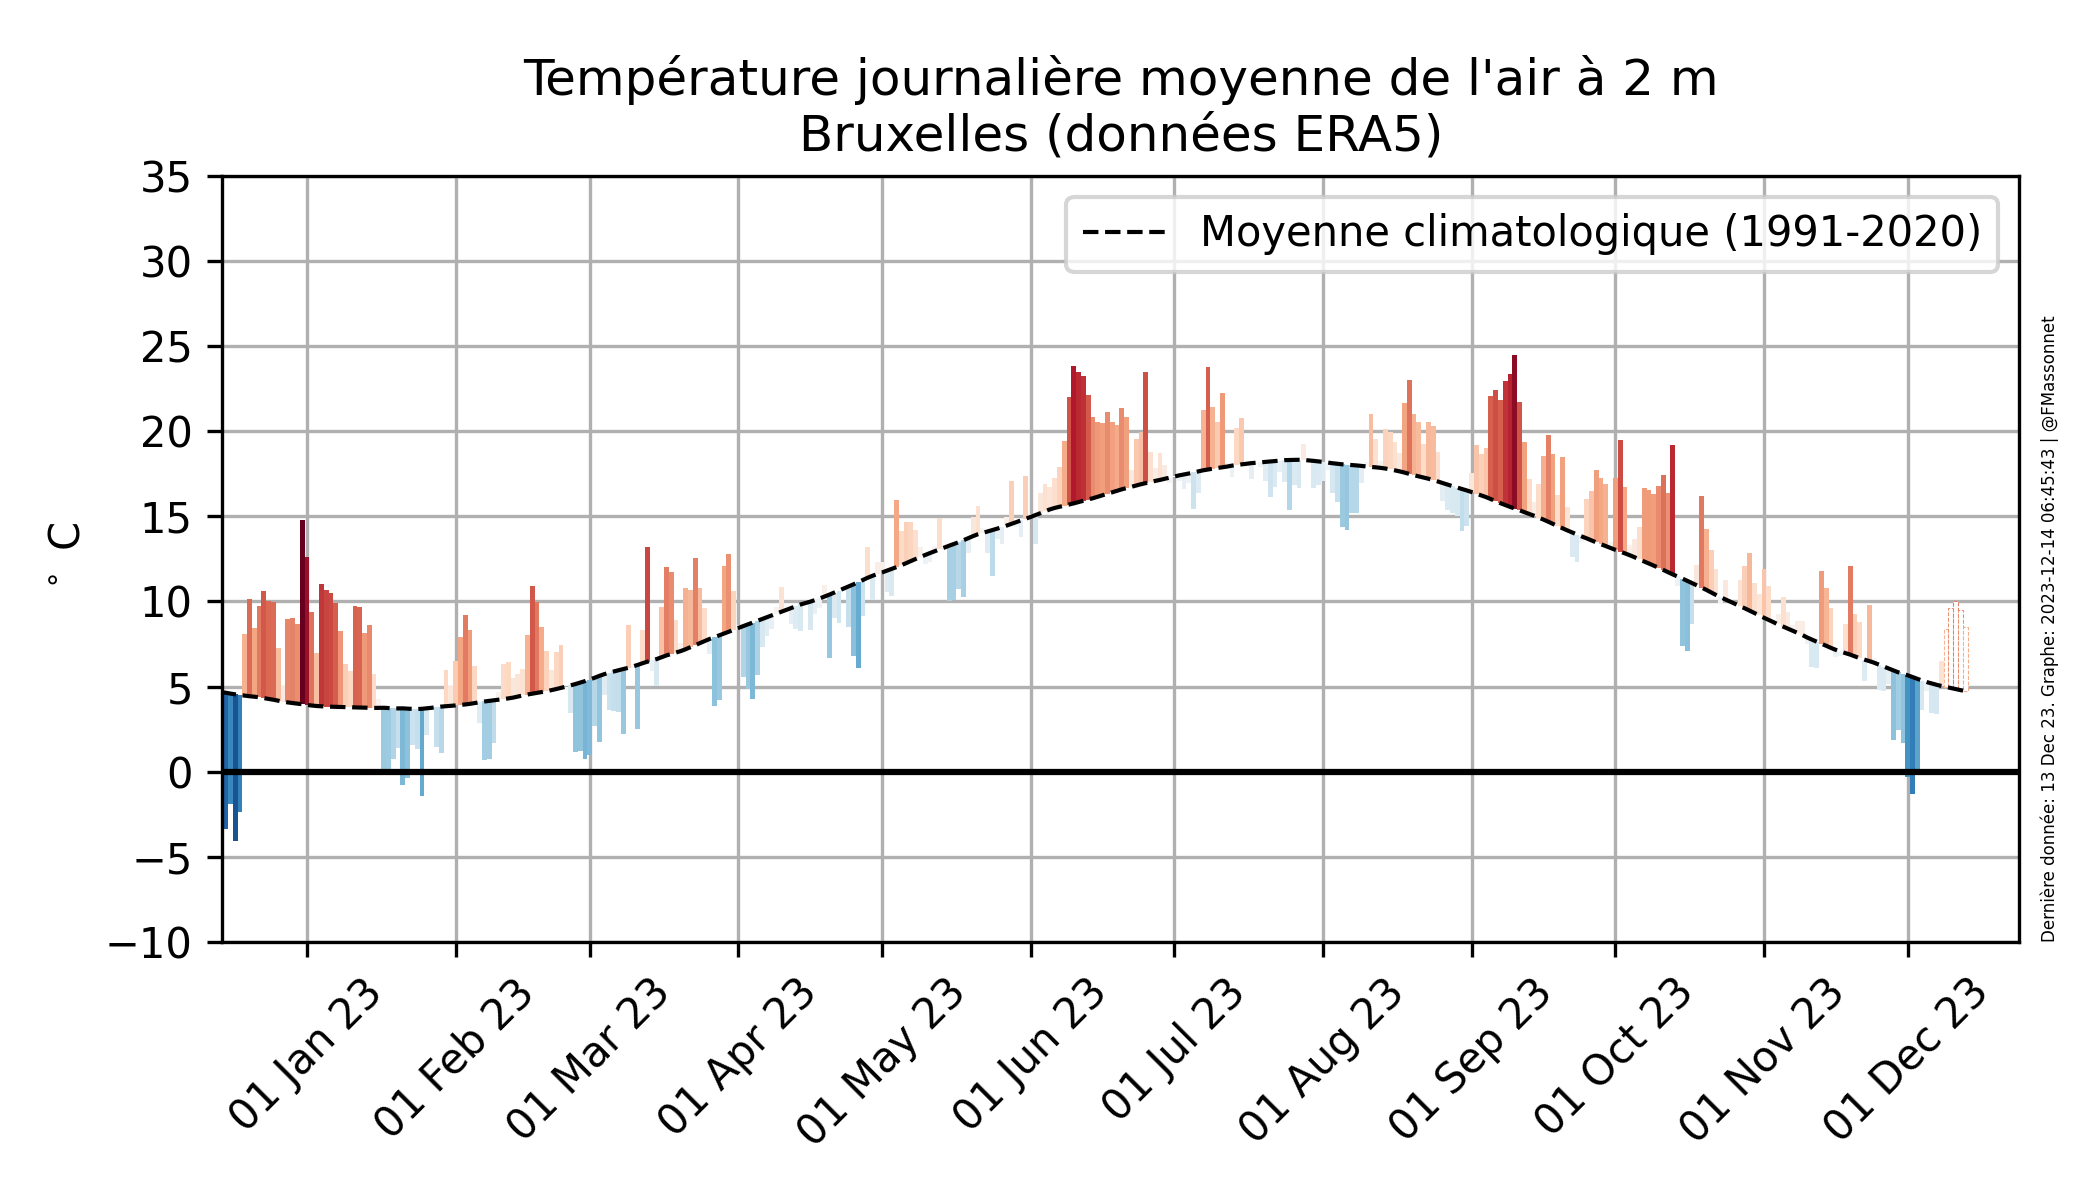 Température journalière moyenne de l'air à 2 m
Bruxelles (données ERA5)
Moyenne climatologique (1991-2020)
° C
35
30
25
20
15
10
5
0
−5
−10
01 Jan 23
01 Feb 23
01 Mar 23
01 Apr 23
01 May 23
01 Jun 23
01 Jul 23
01 Aug 23
01 Sep 23
01 Oct 23
01 Nov 23
01 Dec 23
Dernière donnée: 13 Dec 23. Graphe: 2023-12-14 06:45:43 | @FMassonnet